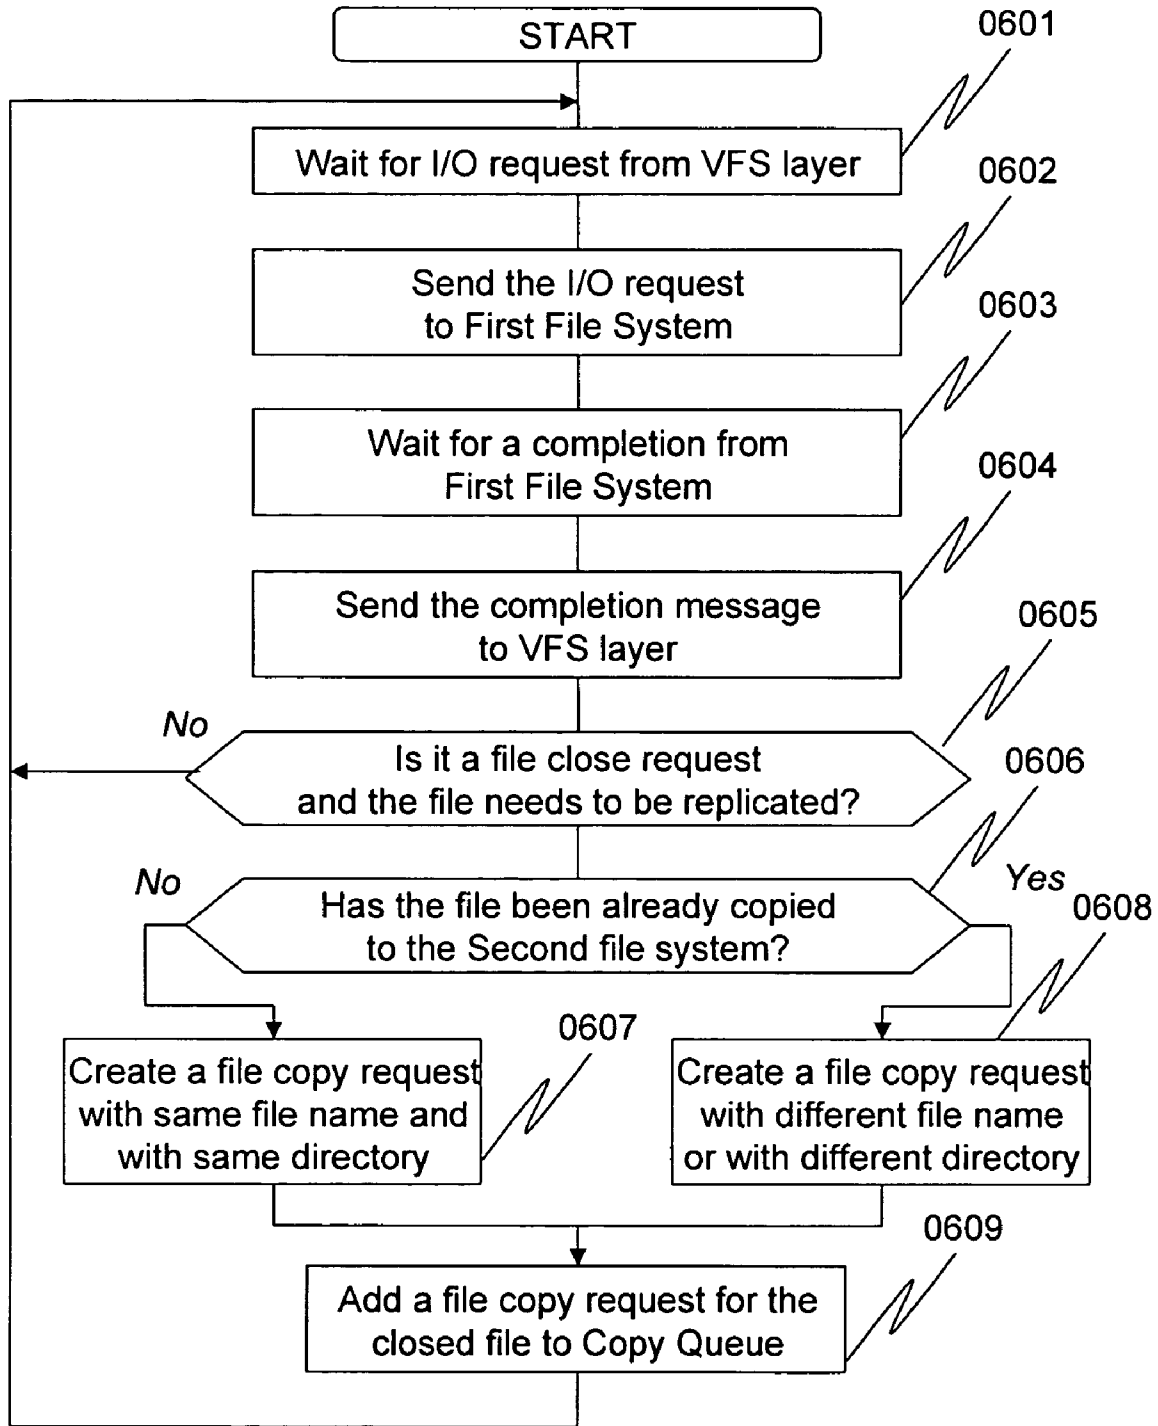 START
0601
Wait for I/O request from VFS layer
0602
Send the I/O request
to First File System
0603
Wait for a completion from
First File System
0604
Send the completion message
to VFS layer
0605
No
Is it a file close request
and the file needs to be replicated?
0606
No
Yes
Has the file been already copied
to the Second file system?
0608
0607
Create a file copy request
with same file name and
with same directory
Create a file copy request
with different file name
or with different directory
0609
Add a file copy request for the
closed file to Copy Queue